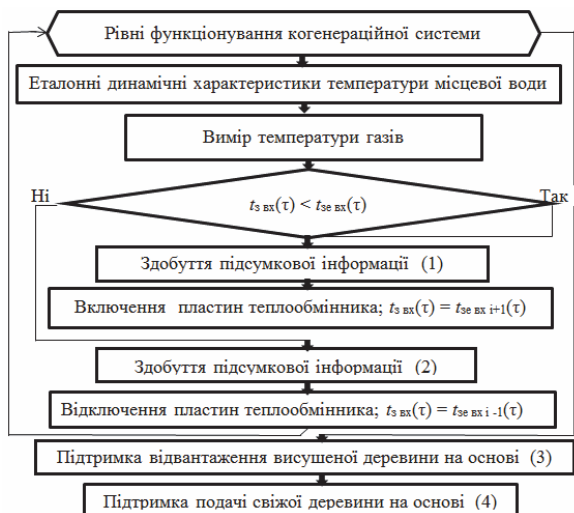 Рівні функціонування когенераційної системи
Еталонні динамічні характеристики температури місцевої води
Вимір температури газів
Ні
Так
tз вх(τ) < tзе вх(τ)
Здобуття підсумкової інформації (1)
Включення пластин теплообмінника; tз вх(τ) = tзе вх i+1(τ)
Здобуття підсумкової інформації (2)
Відключення пластин теплообмінника; tз вх(τ) = tзе вх i -1(τ)
Підтримка відвантаження висушеної деревини на основі (3)
Підтримка подачі свіжої деревини на основі (4)